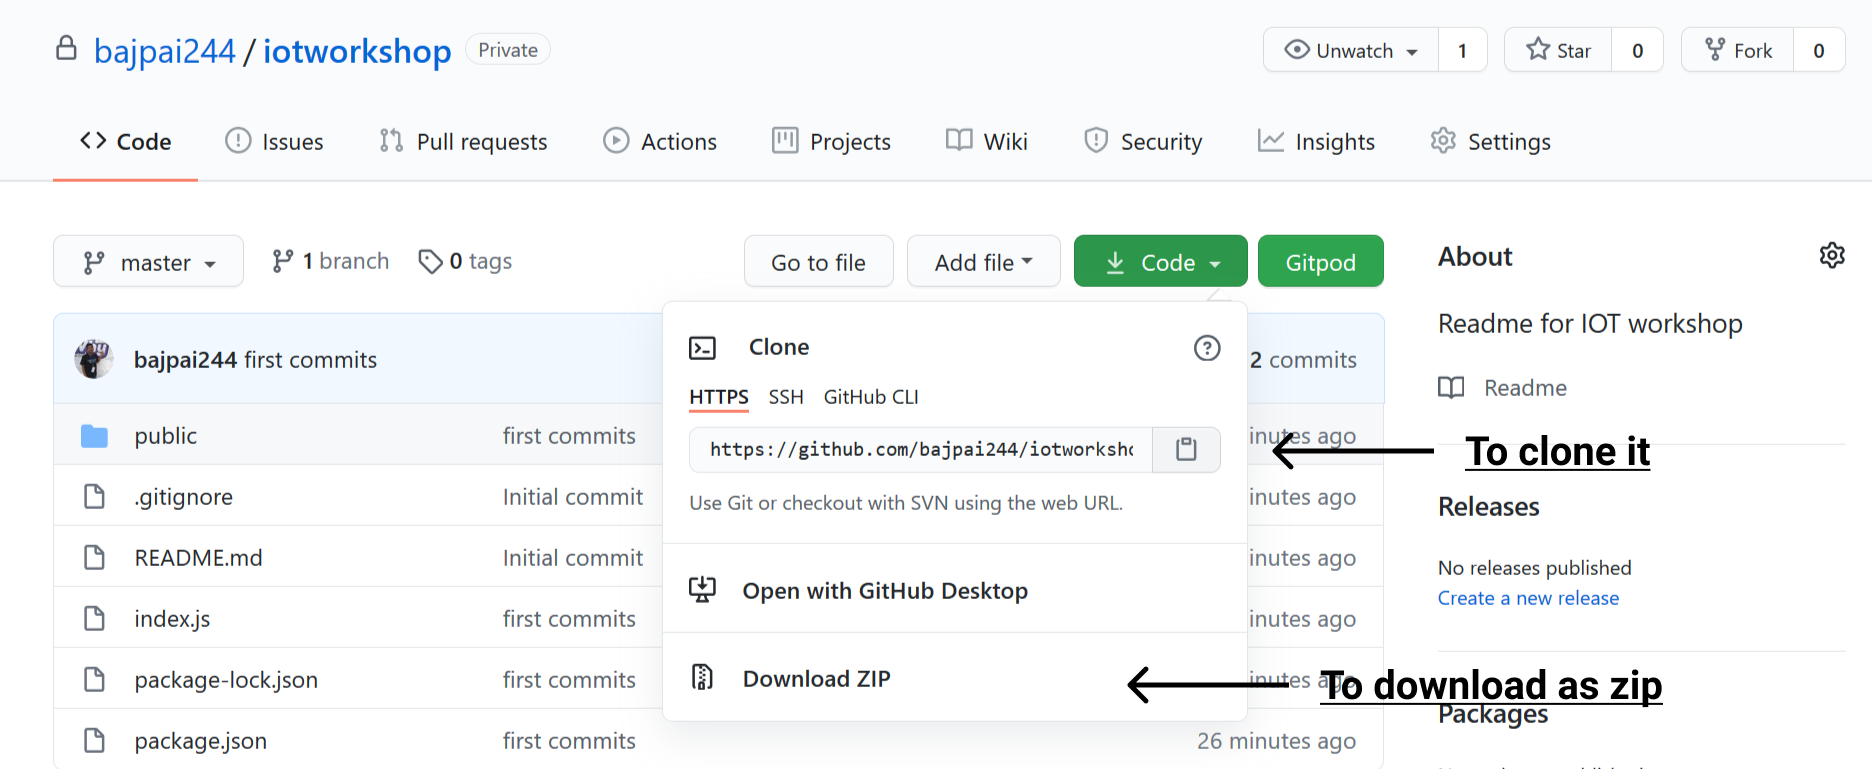 bajpai244 / iotworkshop Private
Unwatch 1 Star 0 Fork 0
Code Issues Pull requests Actions Projects Wiki Security Insights Settings
master 1 branch 0 tags Go to file Add file Code Gitpod
bajpai244 first commits 2 commits
public first commits inutes ago
.gitignore Initial commit inutes ago
README.md Initial commit inutes ago
index.js first commits inutes ago
package-lock.json first commits inutes ago
package.json first commits 26 minutes ago
Clone
HTTPS SSH GitHub CLI
https://github.com/bajpai244/iotworksho
Use Git or checkout with SVN using the web URL.
Open with GitHub Desktop
Download ZIP
About
Readme for IOT workshop
Readme
To clone it
Releases
No releases published
Create a new release
To download as zip
Packages